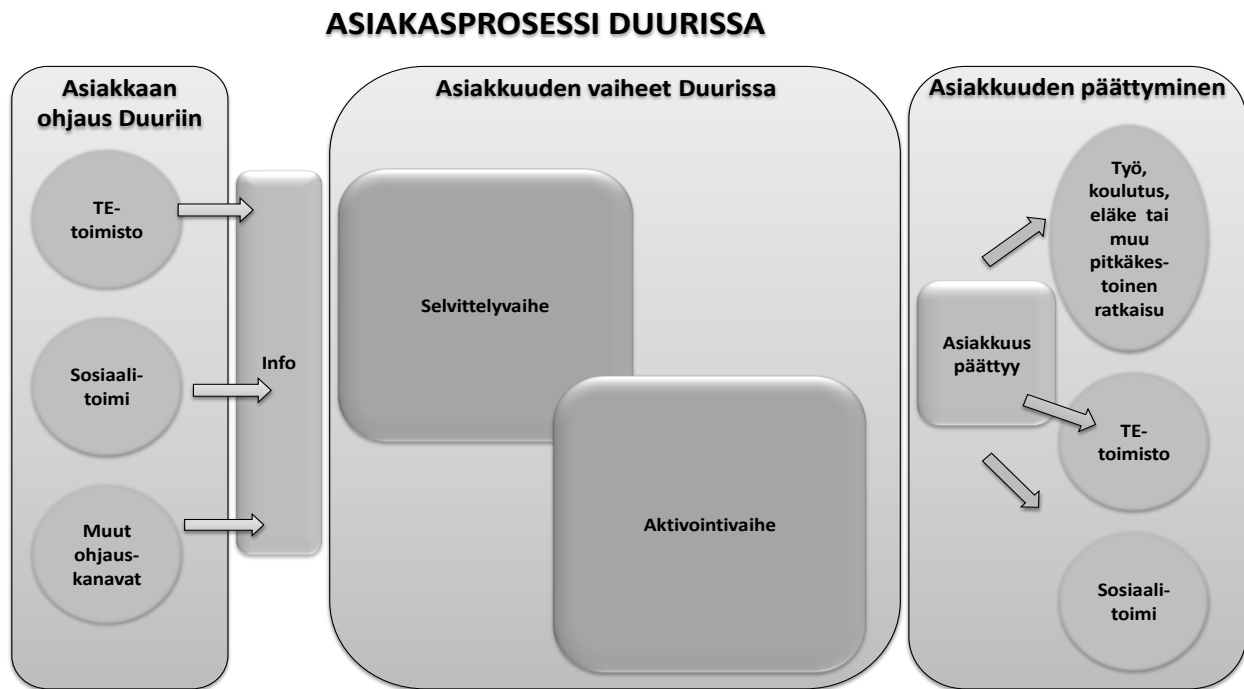 ASIAKASPROSESSI DUURISSA
Asiakkaan
ohjaus Duuriin
TE-
toimisto
Sosiaali-
toimi
Muut
ohjaus-
kanavat
Info
Asiakkuuden vaiheet Duurissa
Selvittelyvaihe
Aktivointivaihe
Asiakkuuden päättyminen
Asiakkuus
päättyy
Työ,
koulutus,
eläke tai
muu
pitkäkes-
toinen
ratkaisu
TE-
toimisto
Sosiaali-
toimi